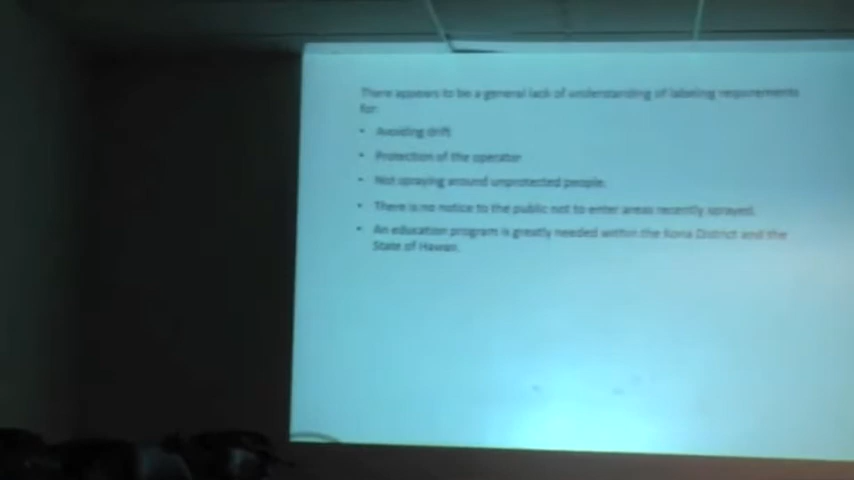 There appears to be a general lack of understanding of labeling requirements
for:
• Avoiding drift
• Protection of the operator
• Not spraying around unprotected people.
• There is no notice to the public not to enter areas recently sprayed.
• An education program is greatly needed within the Kona District and the
State of Hawaii.